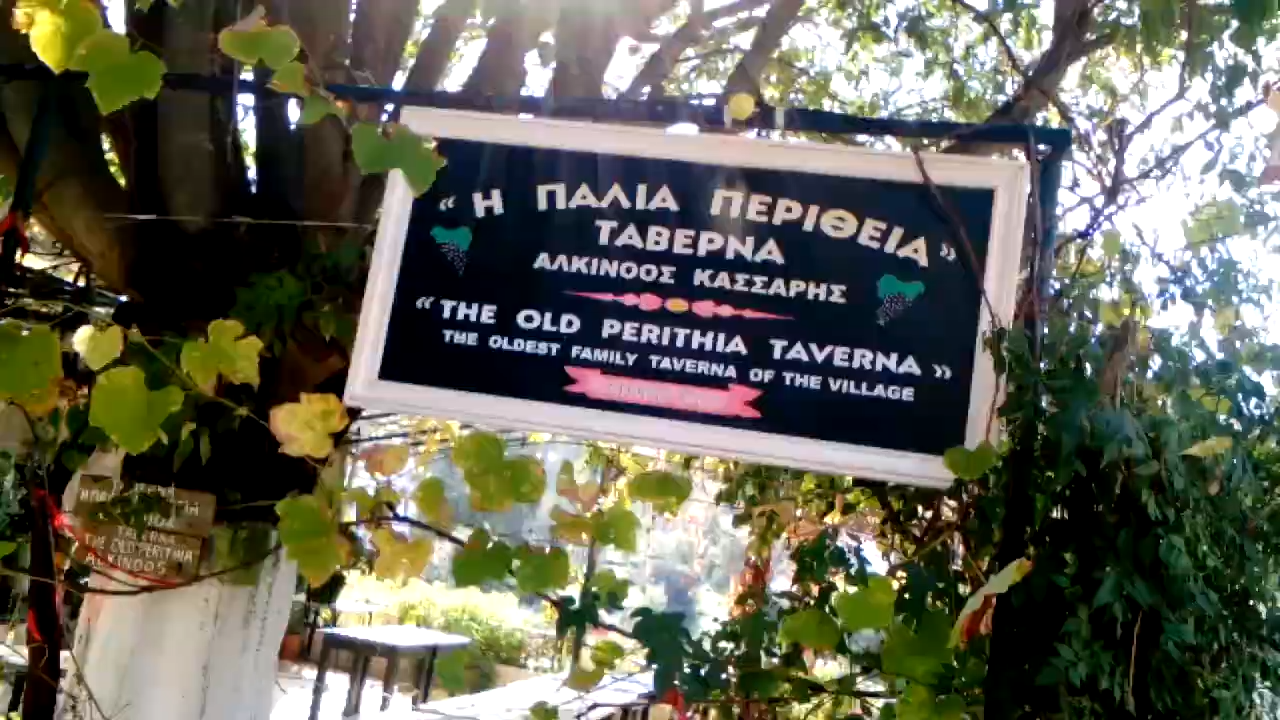 « Η ΠΑΛΙΑ ΠΕΡΙΘΕΙΑ »
ΤΑΒΕΡΝΑ
ΑΛΚΙΝΟΟΣ ΚΑΣΣΑΡΗΣ
« THE OLD PERITHIA TAVERNA »
THE OLDEST FAMILY TAVERNA OF THE VILLAGE
THE OLD PERITHIA
ALKINOOS